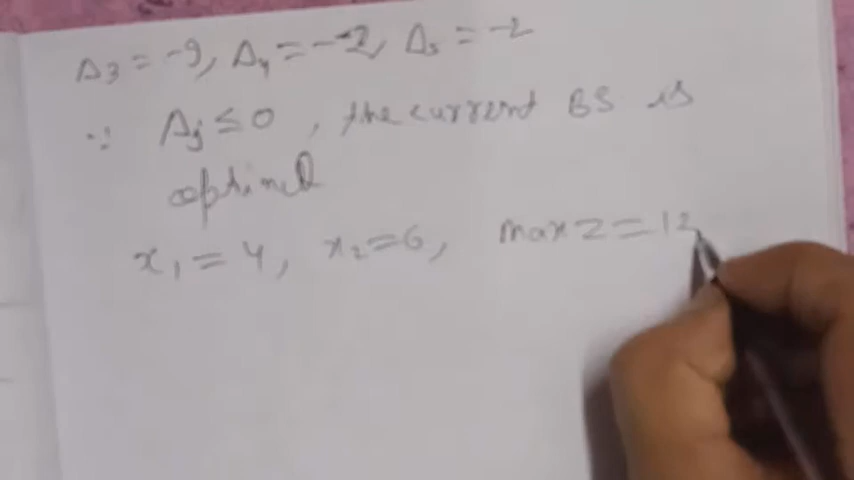 Δ3 = -9, Δ4 = -2, Δ5 = -2
∵ Δj ≤ 0, the current BS is
optimal
x1 = 4, x2 = 6, max Z = 12